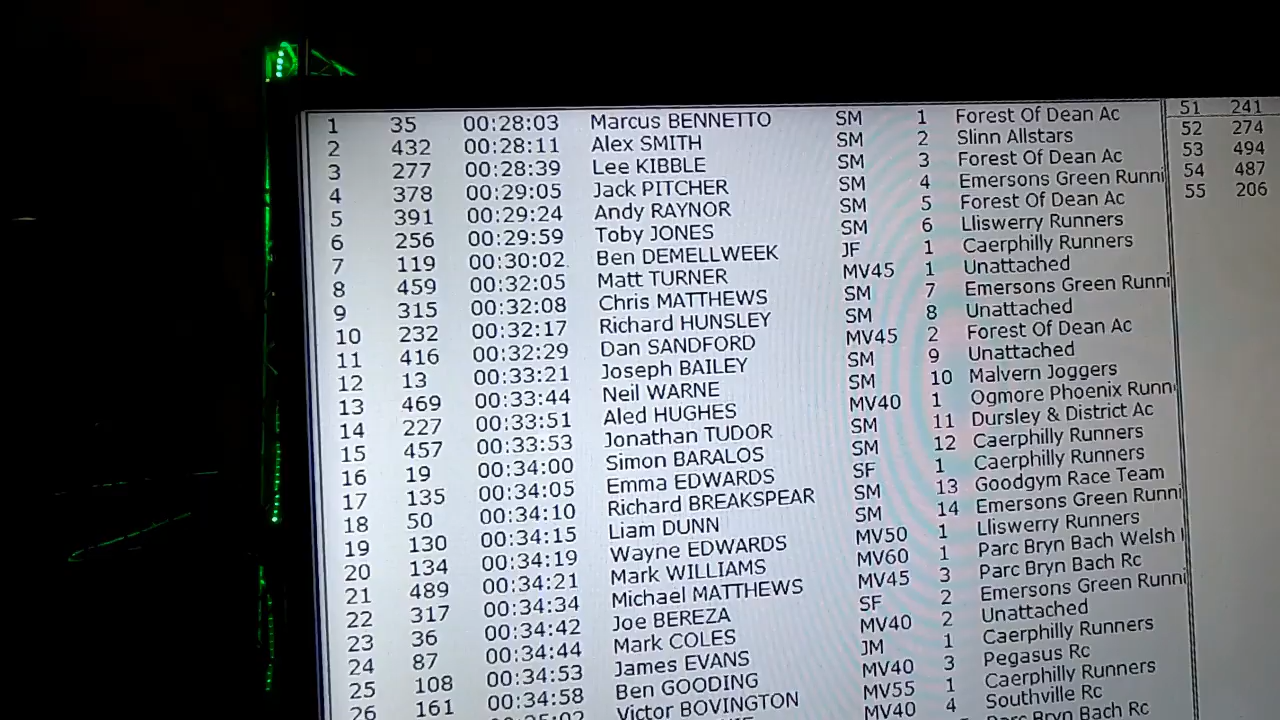 1 35 00:28:03 Marcus BENNETTO SM 1 Forest Of Dean Ac
2 432 00:28:11 Alex SMITH SM 2 Slinn Allstars
3 277 00:28:39 Lee KIBBLE SM 3 Forest Of Dean Ac
4 378 00:29:05 Jack PITCHER SM 4 Emersons Green Runni
5 391 00:29:24 Andy RAYNOR SM 5 Forest Of Dean Ac
6 256 00:29:59 Toby JONES SM 6 Lliswerry Runners
7 119 00:30:02 Ben DEMELLWEEK JF 1 Caerphilly Runners
8 459 00:32:05 Matt TURNER MV45 1 Unattached
9 315 00:32:08 Chris MATTHEWS SM 7 Emersons Green Runni
10 232 00:32:17 Richard HUNSLEY SM 8 Unattached
11 416 00:32:29 Dan SANDFORD MV45 2 Forest Of Dean Ac
12 13 00:33:21 Joseph BAILEY SM 9 Unattached
13 469 00:33:44 Neil WARNE SM 10 Malvern Joggers
14 227 00:33:51 Aled HUGHES MV40 1 Ogmore Phoenix Runn
15 457 00:33:53 Jonathan TUDOR SM 11 Dursley & District Ac
16 19 00:34:00 Simon BARALOS SM 12 Caerphilly Runners
17 135 00:34:05 Emma EDWARDS SF 1 Caerphilly Runners
18 50 00:34:10 Richard BREAKSPEAR SM 13 Goodgym Race Team
19 130 00:34:15 Liam DUNN SM 14 Emersons Green Runni
20 134 00:34:19 Wayne EDWARDS MV50 1 Lliswerry Runners
21 489 00:34:21 Mark WILLIAMS MV60 1 Parc Bryn Bach Welsh
22 317 00:34:34 Michael MATTHEWS MV45 3 Parc Bryn Bach Rc
23 36 00:34:42 Joe BEREZA SF 2 Emersons Green Runni
24 87 00:34:44 Mark COLES MV40 2 Unattached
25 108 00:34:53 James EVANS JM 1 Caerphilly Runners
26 161 00:34:58 Ben GOODING MV40 3 Pegasus Rc
Victor BOVINGTON MV55 1 Caerphilly Runners
MV40 4 Southville Rc
Parc Bryn Bach Rc
51 241
52 274
53 494
54 487
55 206